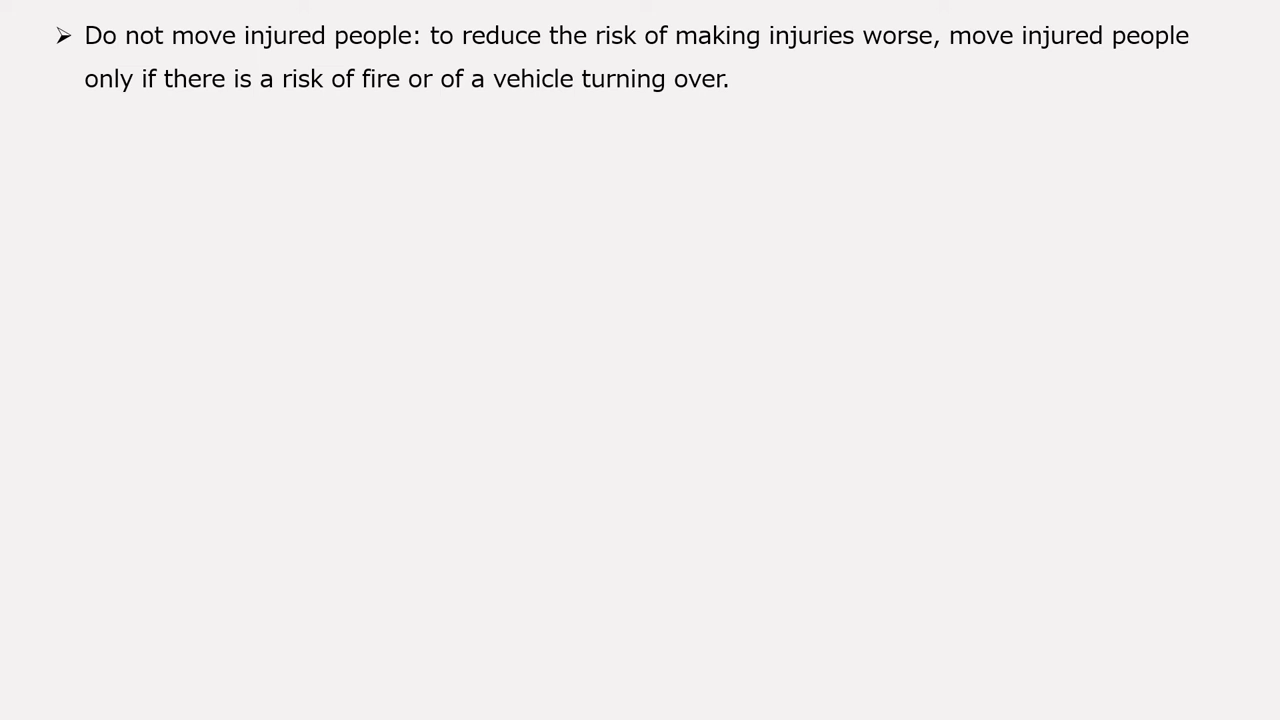 ➢ Do not move injured people: to reduce the risk of making injuries worse, move injured people
only if there is a risk of fire or of a vehicle turning over.